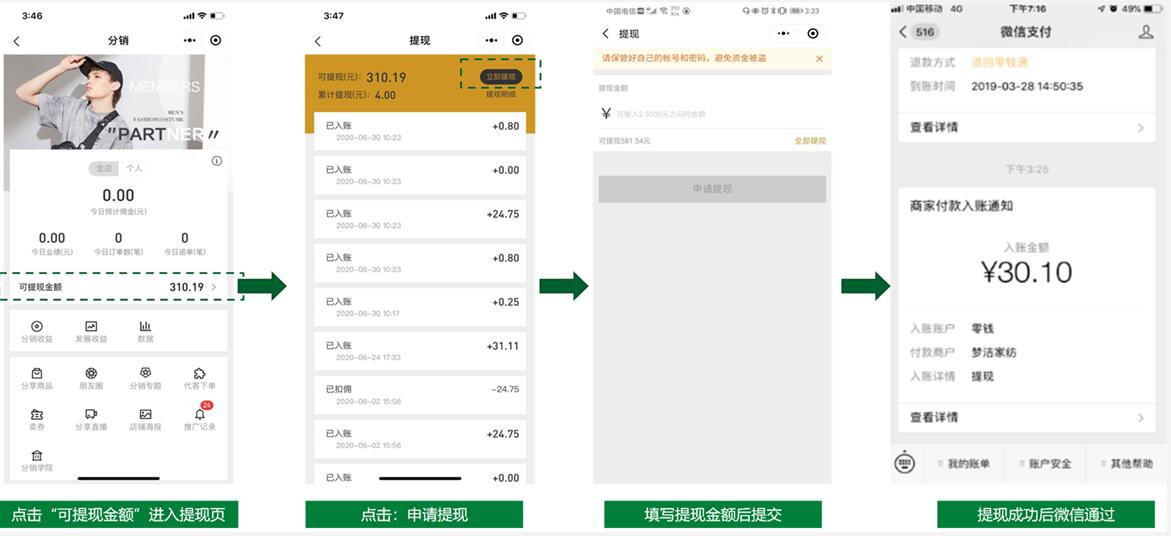 3:46
分销
MEMBERS
MEN'S
FASHIONCOSTUME
"PARTNER"
全店 个人
0.00
今日预计佣金(元)
0.00 0 0
今日业绩(元) 今日订单数(笔) 今日退单(笔)
可提现金额 310.19
分销收益 发展收益 数据
分享商品 朋友圈 分销专题 代客下单
24
卖券 分享直播 店铺海报 推广记录
分销学院
点击“可提现金额”进入提现页
3:47
提现
可提现(元): 310.19 立即提现
累计提现(元): 4.00 提现明细
已入账 +0.80
2020-06-30 10:23
已入账 +0.00
2020-06-30 10:23
已入账 +24.75
2020-06-30 10:23
已入账 +0.80
2020-06-30 10:23
已入账 +0.25
2020-06-30 10:17
已入账 +31.11
2020-06-24 17:33
已扣佣 -24.75
2020-06-02 15:56
已入账 +24.75
2020-06-02 15:56
已入账 +0.00
点击：申请提现
中国电信 3:33
提现
请保管好自己的帐号和密码，避免资金被盗
提现金额
¥ 可输入2-5000元之间的金额
可提现581.54元 全部提现
申请提现
填写提现金额后提交
中国移动 4G 下午7:16 49%
516 微信支付
退款方式 退回零钱通
到账时间 2019-03-28 14:50:35
查看详情
下午3:25
商家付款入账通知
入账金额
¥30.10
入账账户 零钱
付款商户 梦洁家纺
入账详情 提现
查看详情
我的账单 账户安全 其他帮助
提现成功后微信通过